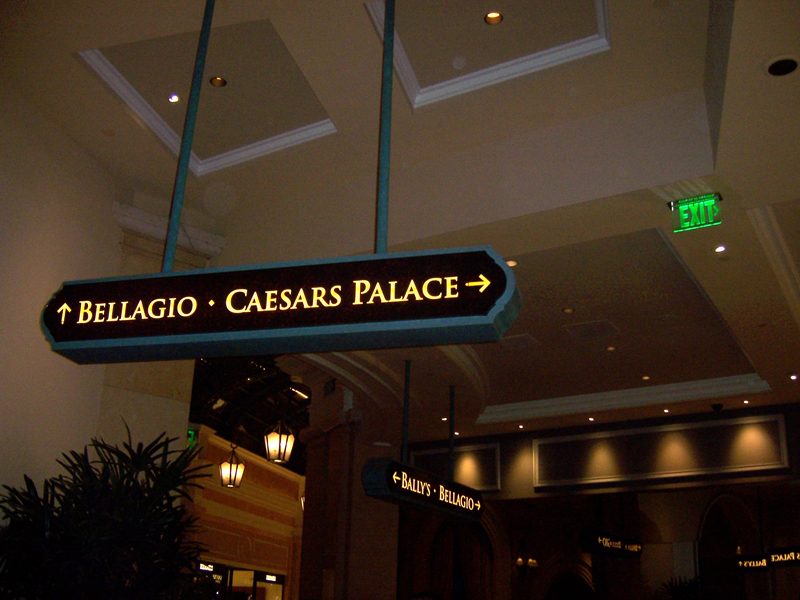 ↑ BELLAGIO · CAESARS PALACE →
EXIT
← BALLY'S · BELLAGIO →